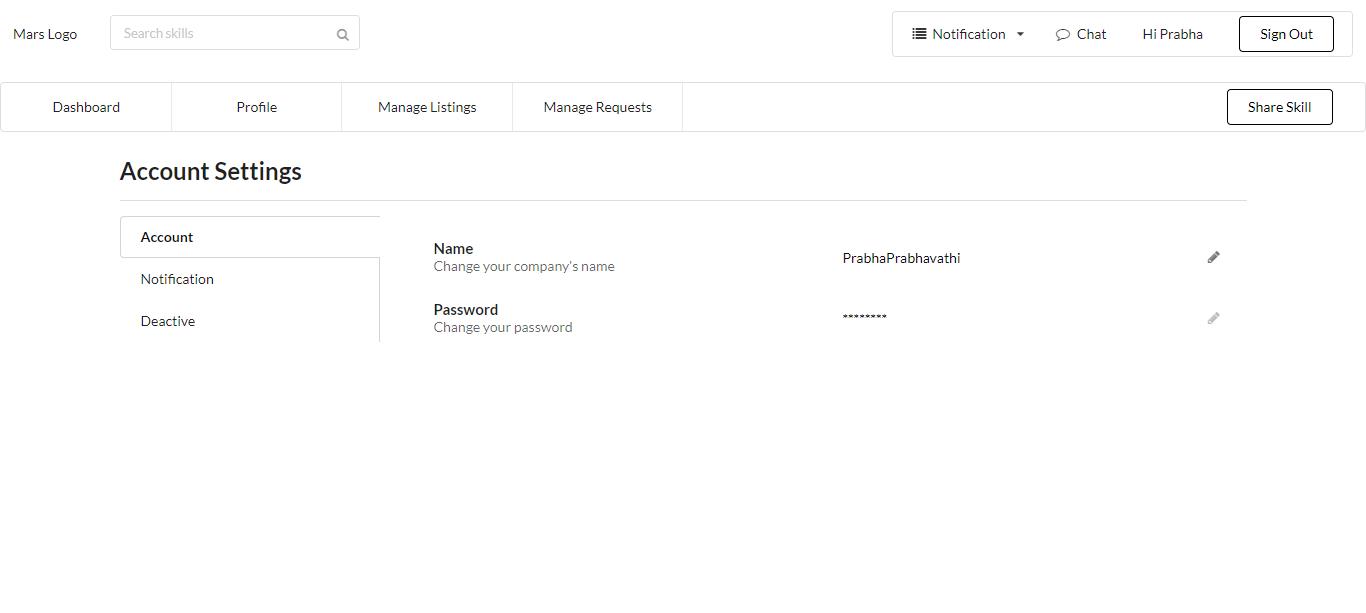 Mars Logo
Search skills
Notification
Chat
Hi Prabha
Sign Out
Dashboard
Profile
Manage Listings
Manage Requests
Share Skill
Account Settings
Account
Notification
Deactive
Name
Change your company's name
PrabhaPrabhavathi
Password
Change your password
********